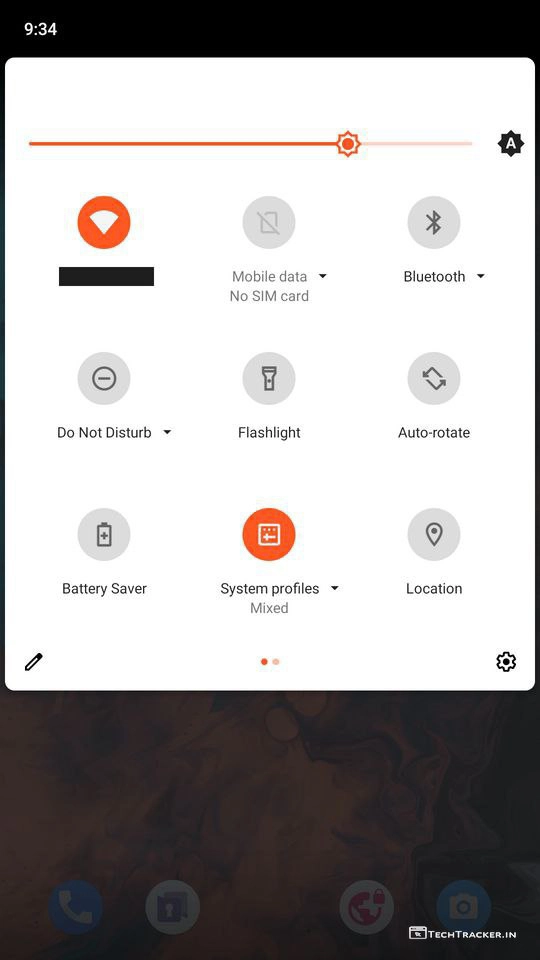 9:34
A
Mobile data
No SIM card
Bluetooth
Do Not Disturb
Flashlight
Auto-rotate
Battery Saver
System profiles
Mixed
Location
TECHTRACKER.IN